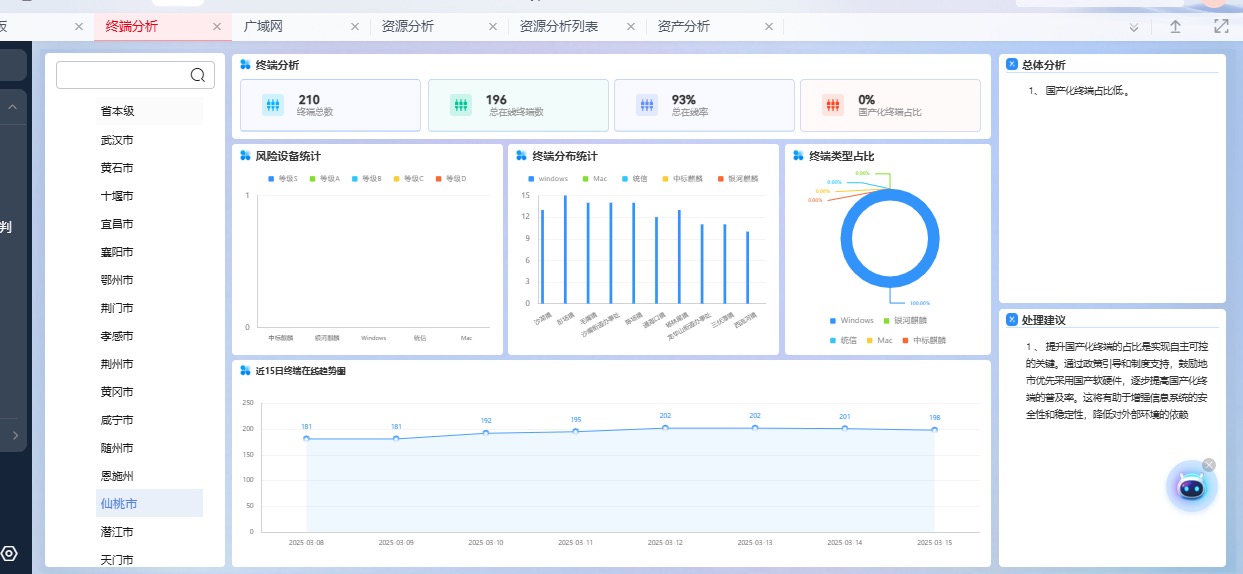 终端分析
广域网
资源分析
资源分析列表
资产分析
判
省本级
武汉市
黄石市
十堰市
宜昌市
襄阳市
鄂州市
荆门市
孝感市
荆州市
黄冈市
咸宁市
随州市
恩施州
仙桃市
潜江市
天门市
终端分析
210
终端总数
196
总在线终端数
93%
总在线率
0%
国产化终端占比
风险设备统计
等级S 等级A 等级B 等级C 等级D
1
0
中标麒麟 银河麒麟 Windows 统信 Mac
终端分布统计
windows Mac 统信 中标麒麟 银河麒麟
15
12
9
6
3
0
沙湖镇 彭场镇 毛嘴镇 沙嘴街道办事处 陈场镇 通海口镇 杨林尾镇 龙华山街道办事处 三伏潭镇 西流河镇
终端类型占比
0.00%
0.00%
0.00%
0.00%
100.00%
Windows 银河麒麟
统信 Mac 中标麒麟
近15日终端在线趋势图
250
200
150
100
50
0
181 181 192 195 202 202 201 198
2025-03-08 2025-03-09 2025-03-10 2025-03-11 2025-03-12 2025-03-13 2025-03-14 2025-03-15
总体分析
1、 国产化终端占比低。
处理建议
1 、 提升国产化终端的占比是实现自主可控
的关键。通过政策引导和制度支持，鼓励地
市优先采用国产软硬件，逐步提高国产化终
端的普及率。这将有助于增强信息系统的安
全性和稳定性，降低对外部环境的依赖